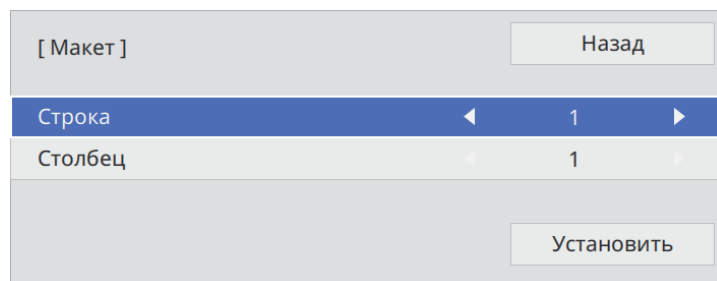 [ Макет ]
Назад
Строка 1
Столбец 1
Установить